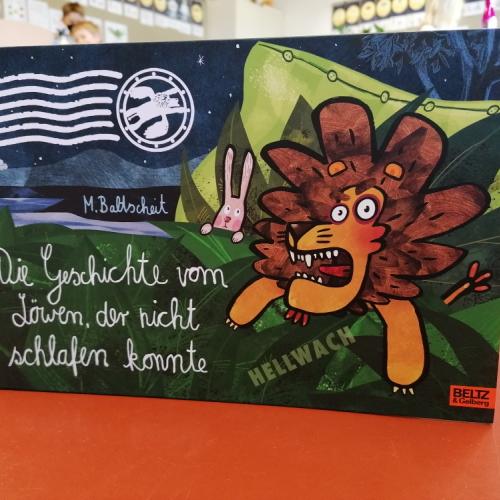 M. Baltscheit
Die Geschichte vom
Löwen, der nicht
schlafen konnte
HELLWACH
BELTZ
& Gelberg